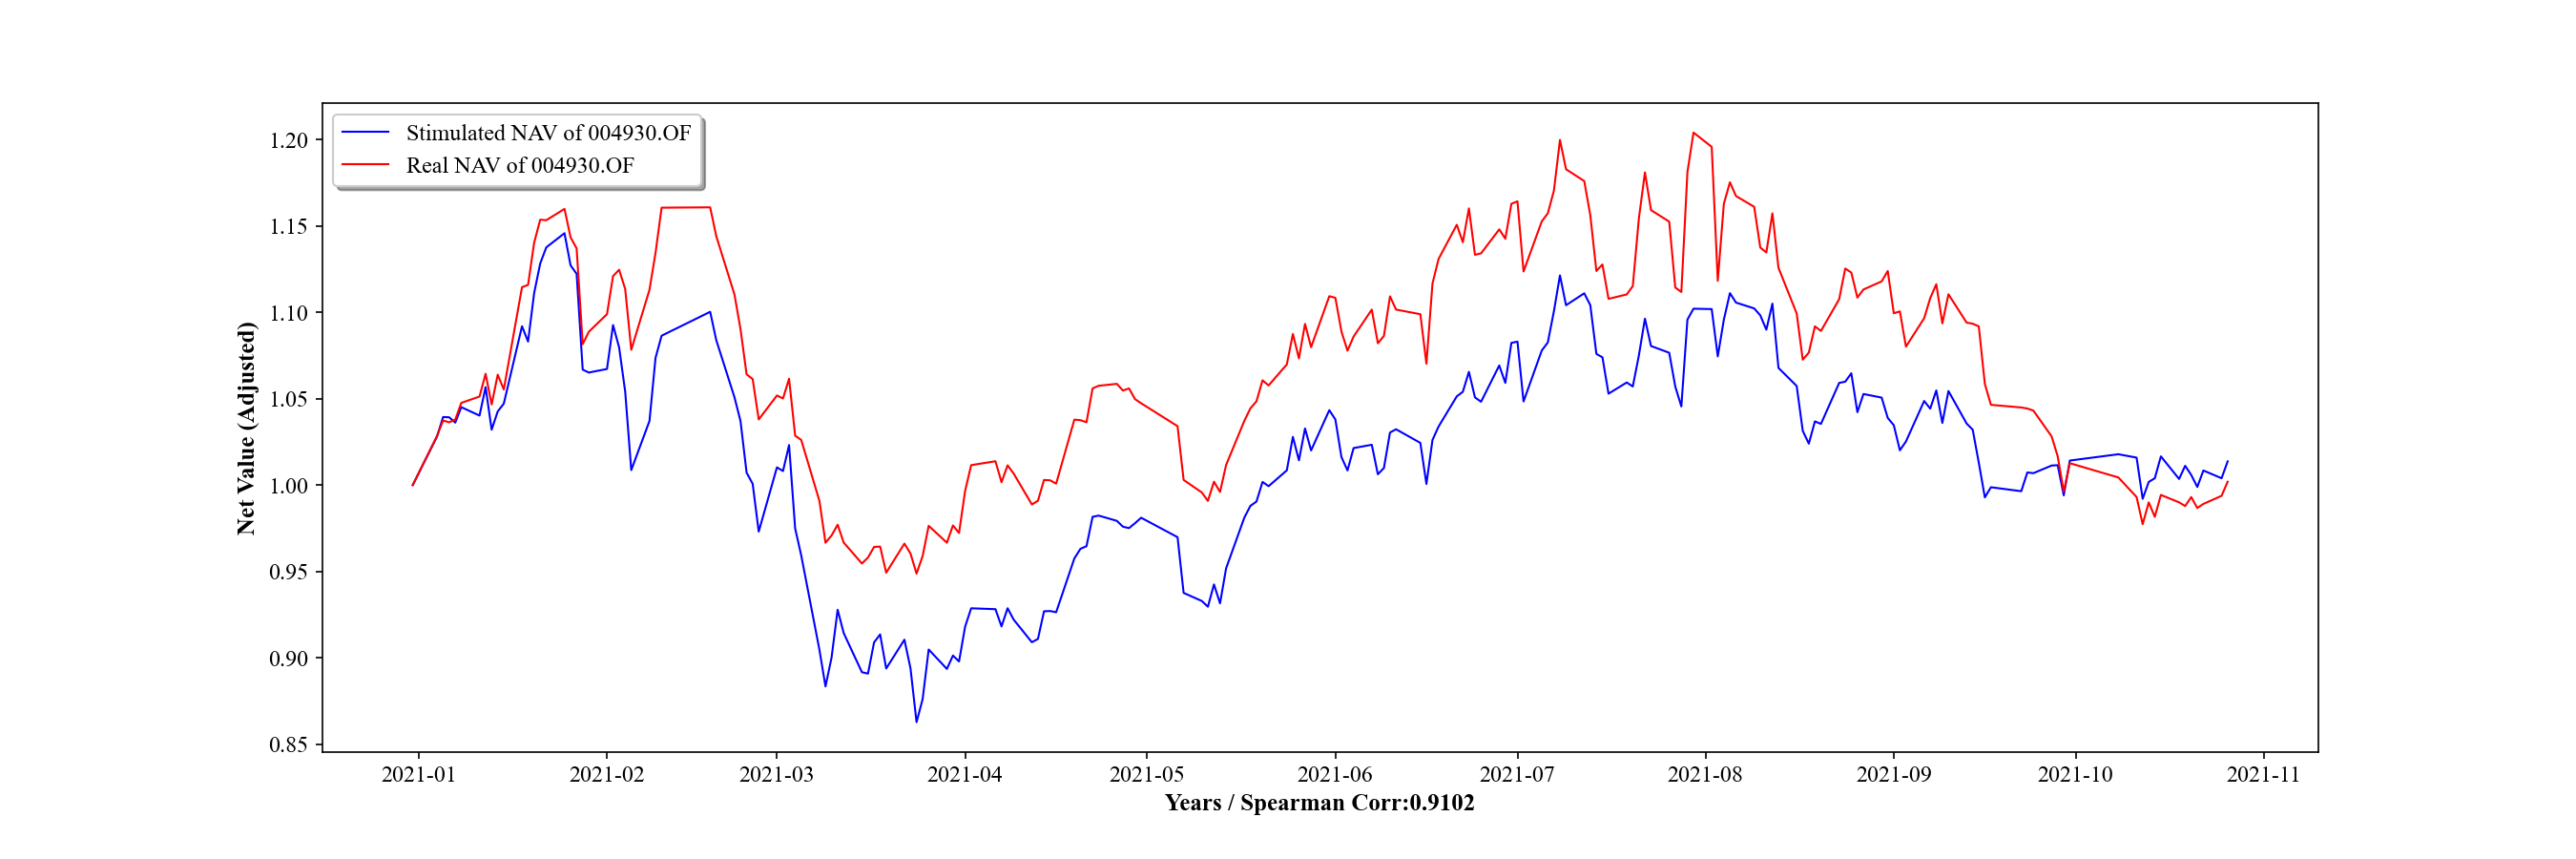 Stimulated NAV of 004930.OF
Real NAV of 004930.OF
1.20
1.15
1.10
1.05
1.00
0.95
0.90
0.85
Net Value (Adjusted)
2021-01 2021-02 2021-03 2021-04 2021-05 2021-06 2021-07 2021-08 2021-09 2021-10 2021-11
Years / Spearman Corr:0.9102